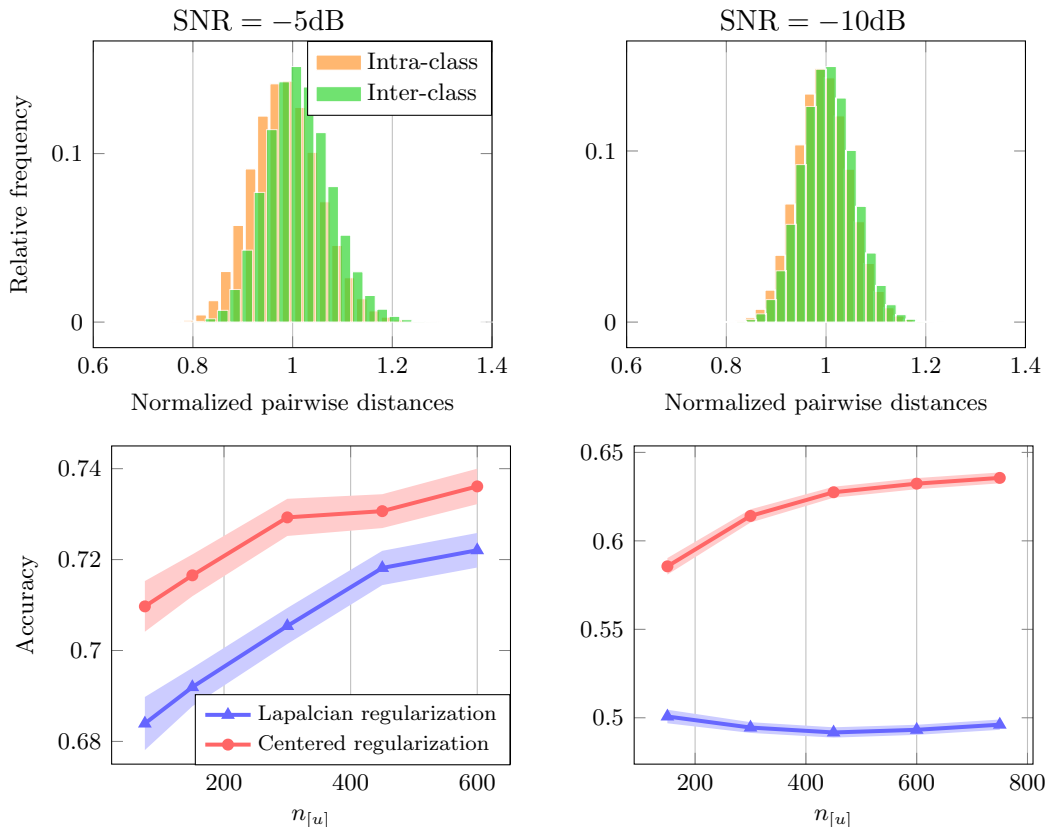 SNR = −5dB
SNR = −10dB
Intra-class
Inter-class
0.1
0
Relative frequency
0.6 0.8 1 1.2 1.4
Normalized pairwise distances
0.1
0
0.6 0.8 1 1.2 1.4
Normalized pairwise distances
0.74
0.72
0.7
0.68
Accuracy
Lapalcian regularization
Centered regularization
200 400 600
n[u]
0.65
0.6
0.55
0.5
200 400 600 800
n[u]